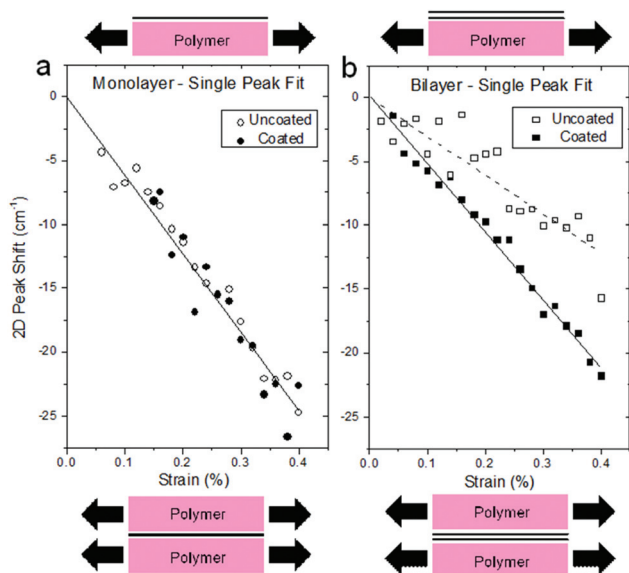 Polymer
Polymer
a
b
Monolayer - Single Peak Fit
Uncoated
Coated
2D Peak Shift (cm-1)
0
-5
-10
-15
-20
-25
0.0
0.1
0.2
0.3
0.4
Strain (%)
Bilayer - Single Peak Fit
Uncoated
Coated
0
-5
-10
-15
-20
-25
0.0
0.1
0.2
0.3
0.4
Strain (%)
Polymer
Polymer
Polymer
Polymer